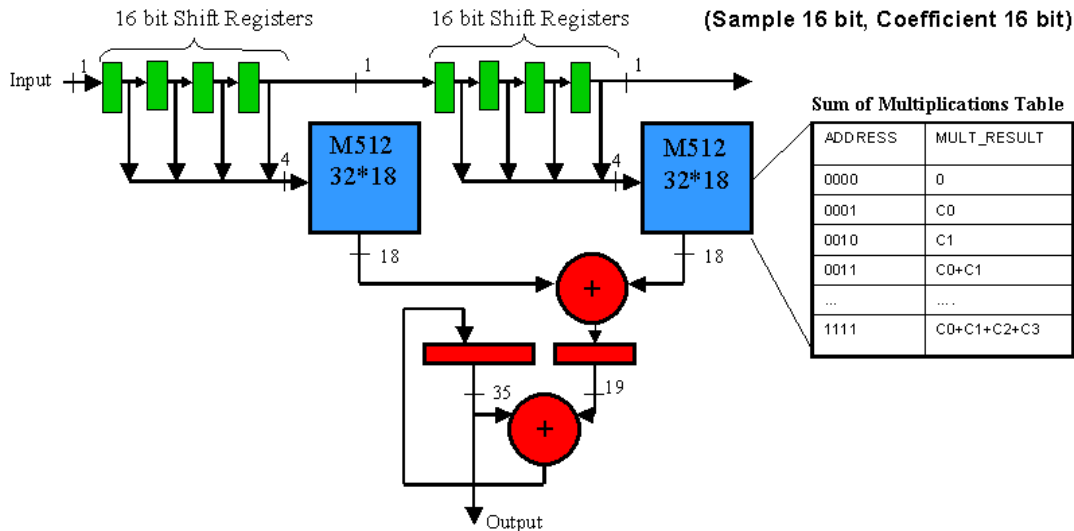 16 bit Shift Registers
16 bit Shift Registers
(Sample 16 bit, Coefficient 16 bit)
Input
1
1
1
Sum of Multiplications Table
ADDRESS MULT_RESULT
0000 0
0001 C0
0010 C1
0011 C0+C1
... ....
1111 C0+C1+C2+C3
M512
32*18
M512
32*18
4
4
18
18
+
35
19
+
Output